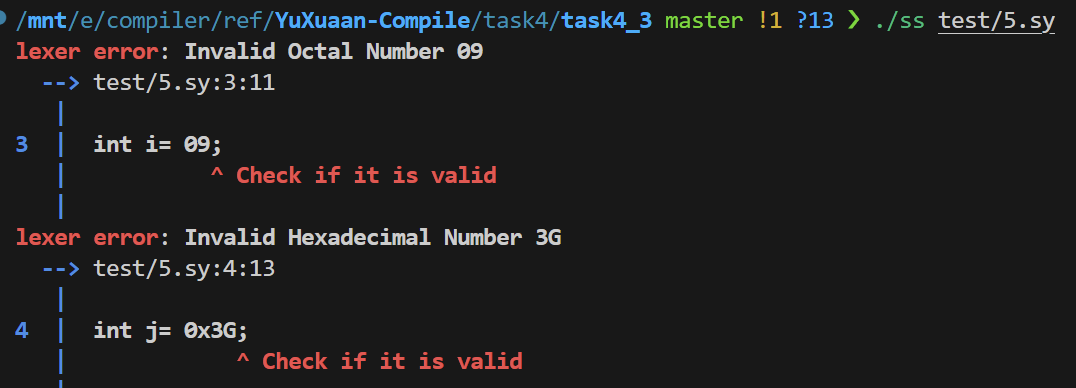 /mnt/e/compiler/ref/YuXuaan-Compile/task4/task4_3 master !1 ?13 ❯ ./ss test/5.sy
lexer error: Invalid Octal Number 09
--> test/5.sy:3:11
|
3 | int i= 09;
| ^ Check if it is valid
|
lexer error: Invalid Hexadecimal Number 3G
--> test/5.sy:4:13
|
4 | int j= 0x3G;
| ^ Check if it is valid
|